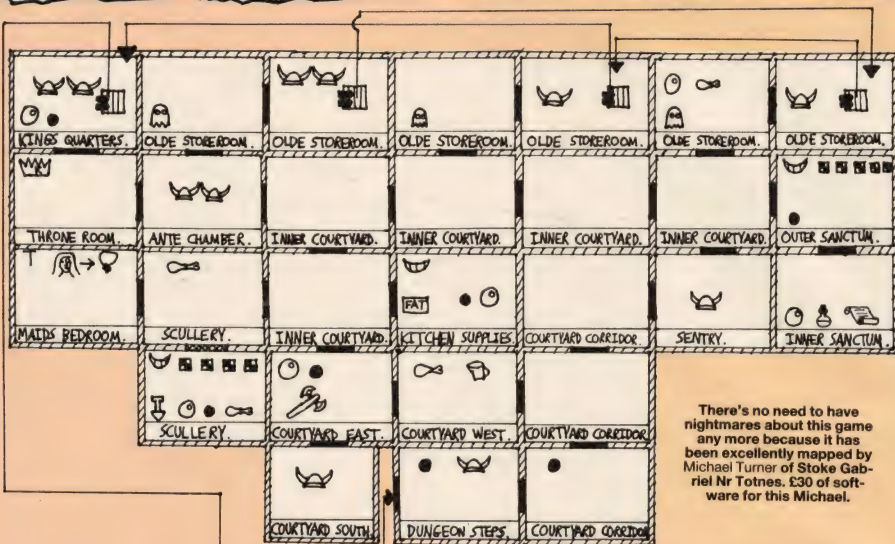 KINGS QUARTERS.
OLDE STOREROOM.
OLDE STOREROOM.
OLDE STOREROOM.
OLDE STOREROOM.
OLDE STOREROOM.
OLDE STOREROOM.
THRONE ROOM.
ANTE CHAMBER.
INNER COURTYARD.
INNER COURTYARD.
INNER COURTYARD.
INNER COURTYARD.
OUTER SANCTUM.
MAIDS BEDROOM.
SCULLERY.
INNER COURTYARD.
FAT
KITCHEN SUPPLIES
COURTYARD CORRIDOR.
SENTRY.
INNER SANCTUM.
SCULLERY.
COURTYARD EAST.
COURTYARD WEST.
COURTYARD CORRIDOR
There's no need to have
nightmares about this game
any more because it has
been excellently mapped by
Michael Turner of Stoke Gab-
riel Nr Totnes. £30 of soft-
ware for this Michael.
COURTYARD SOUTH.
DUNGEON STEPS.
COURTYARD CORRIDOR